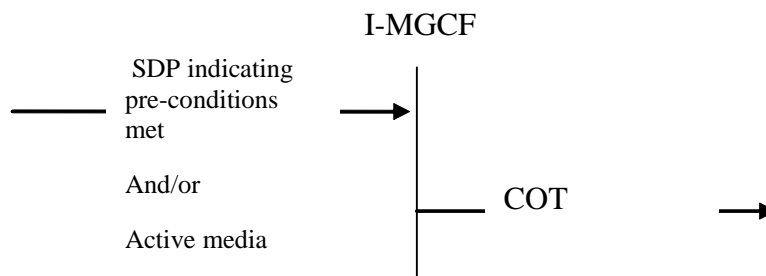 I-MGCF
SDP indicating
pre-conditions
met
And/or
Active media
COT